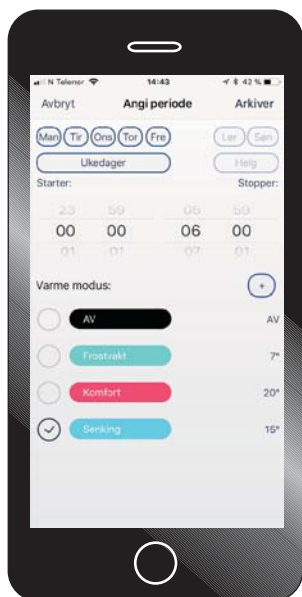 N Telenor 14:43 42 %
Avbryt Angi periode Arkiver
Man Tir Ons Tor Fre Lør Søn
Ukedager Helg
Starter: Stopper:
23 59 05 59
00 00 06 00
01 01 07 01
Varme modus: +
AV AV
Frostvakt 7°
Komfort 20°
Senking 15°